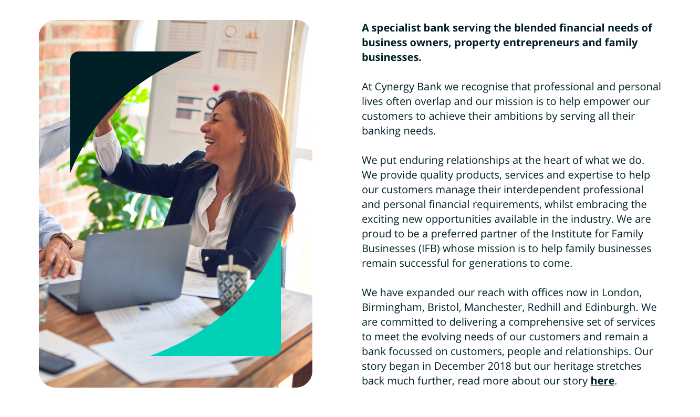 A specialist bank serving the blended financial needs of
business owners, property entrepreneurs and family
businesses.
At Cynergy Bank we recognise that professional and personal
lives often overlap and our mission is to help empower our
customers to achieve their ambitions by serving all their
banking needs.
We put enduring relationships at the heart of what we do.
We provide quality products, services and expertise to help
our customers manage their interdependent professional
and personal financial requirements, whilst embracing the
exciting new opportunities available in the industry. We are
proud to be a preferred partner of the Institute for Family
Businesses (IFB) whose mission is to help family businesses
remain successful for generations to come.
We have expanded our reach with offices now in London,
Birmingham, Bristol, Manchester, Redhill and Edinburgh. We
are committed to delivering a comprehensive set of services
to meet the evolving needs of our customers and remain a
bank focussed on customers, people and relationships. Our
story began in December 2018 but our heritage stretches
back much further, read more about our story here.